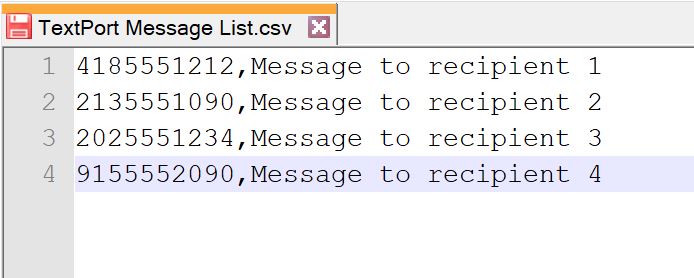 TextPort Message List.csv
1 4185551212,Message to recipient 1
2 2135551090,Message to recipient 2
3 2025551234,Message to recipient 3
4 9155552090,Message to recipient 4